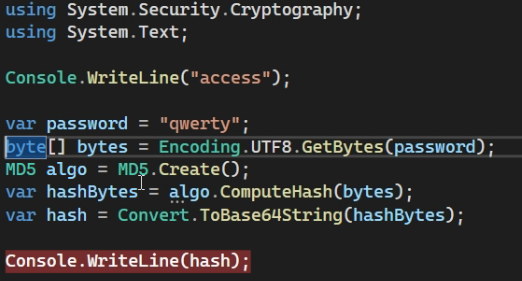 using System.Security.Cryptography;
using System.Text;
Console.WriteLine("access");
var password = "qwerty";
byte[] bytes = Encoding.UTF8.GetBytes(password);
MD5 algo = MD5.Create();
var hashBytes = algo.ComputeHash(bytes);
var hash = Convert.ToBase64String(hashBytes);
Console.WriteLine(hash);